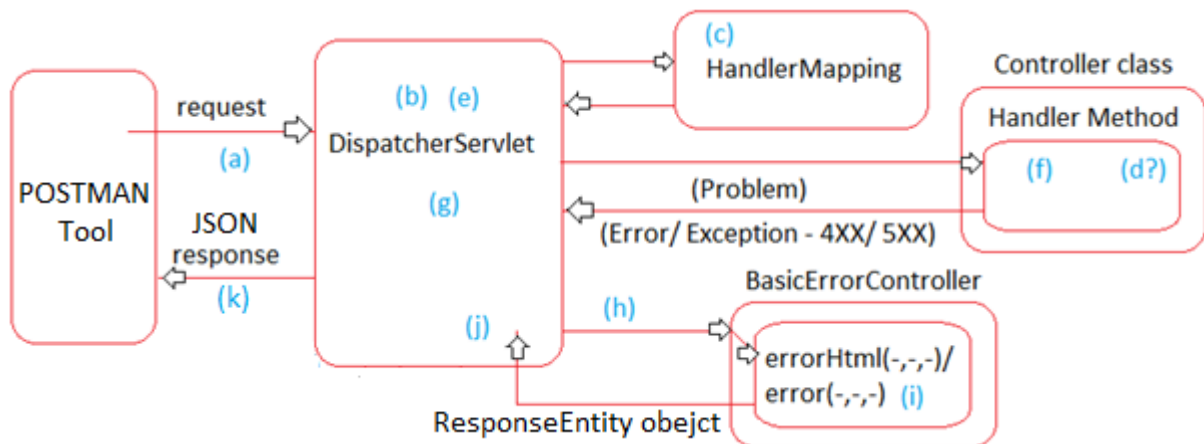 POSTMAN
Tool
request
(a)
JSON
response
(k)
(b) (e)
DispatcherServlet
(g)
(j)
(c)
HandlerMapping
Controller class
Handler Method
(f) (d?)
(Problem)
(Error/ Exception - 4XX/ 5XX)
BasicErrorController
(h)
errorHtml(-,-,-)/
error(-,-,-) (i)
ResponseEntity obejct